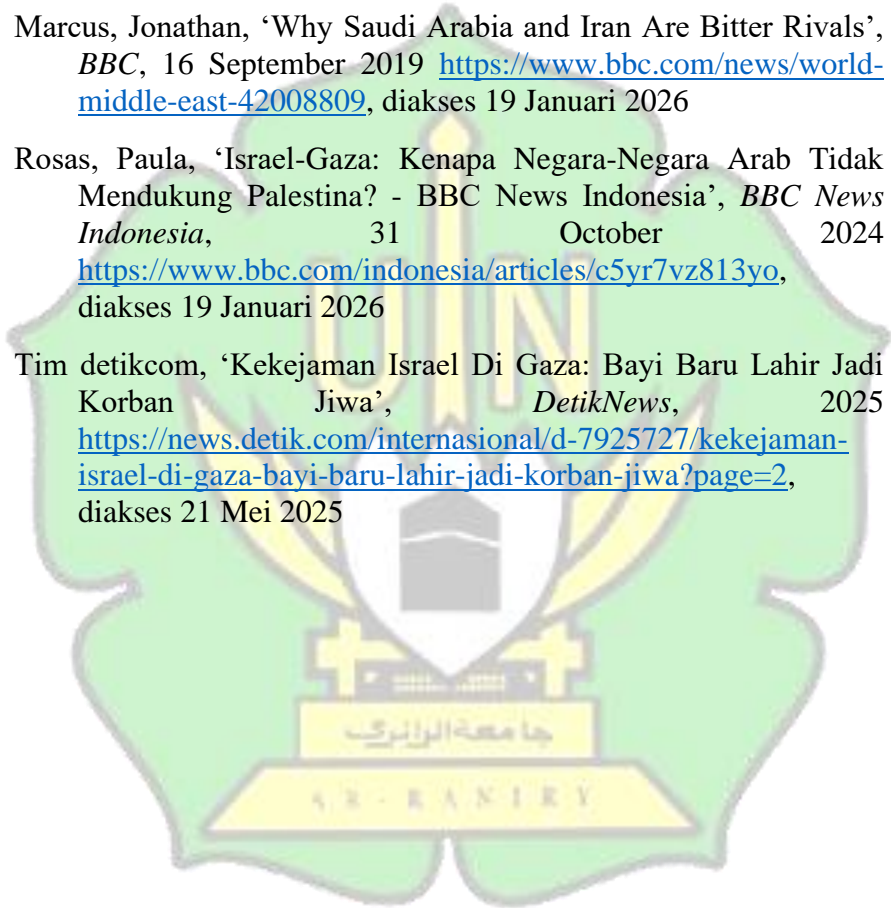 Marcus, Jonathan, ‘Why Saudi Arabia and Iran Are Bitter Rivals’,
BBC, 16 September 2019 https://www.bbc.com/news/world-
middle-east-42008809, diakses 19 Januari 2026
Rosas, Paula, ‘Israel-Gaza: Kenapa Negara-Negara Arab Tidak
Mendukung Palestina? - BBC News Indonesia’, BBC News
Indonesia, 31 October 2024
https://www.bbc.com/indonesia/articles/c5yr7vz813yo,
diakses 19 Januari 2026
Tim detikcom, ‘Kekejaman Israel Di Gaza: Bayi Baru Lahir Jadi
Korban Jiwa’, DetikNews, 2025
https://news.detik.com/internasional/d-7925727/kekejaman-
israel-di-gaza-bayi-baru-lahir-jadi-korban-jiwa?page=2,
diakses 21 Mei 2025
UIN
جامعة الرانري
AR-RANIRY